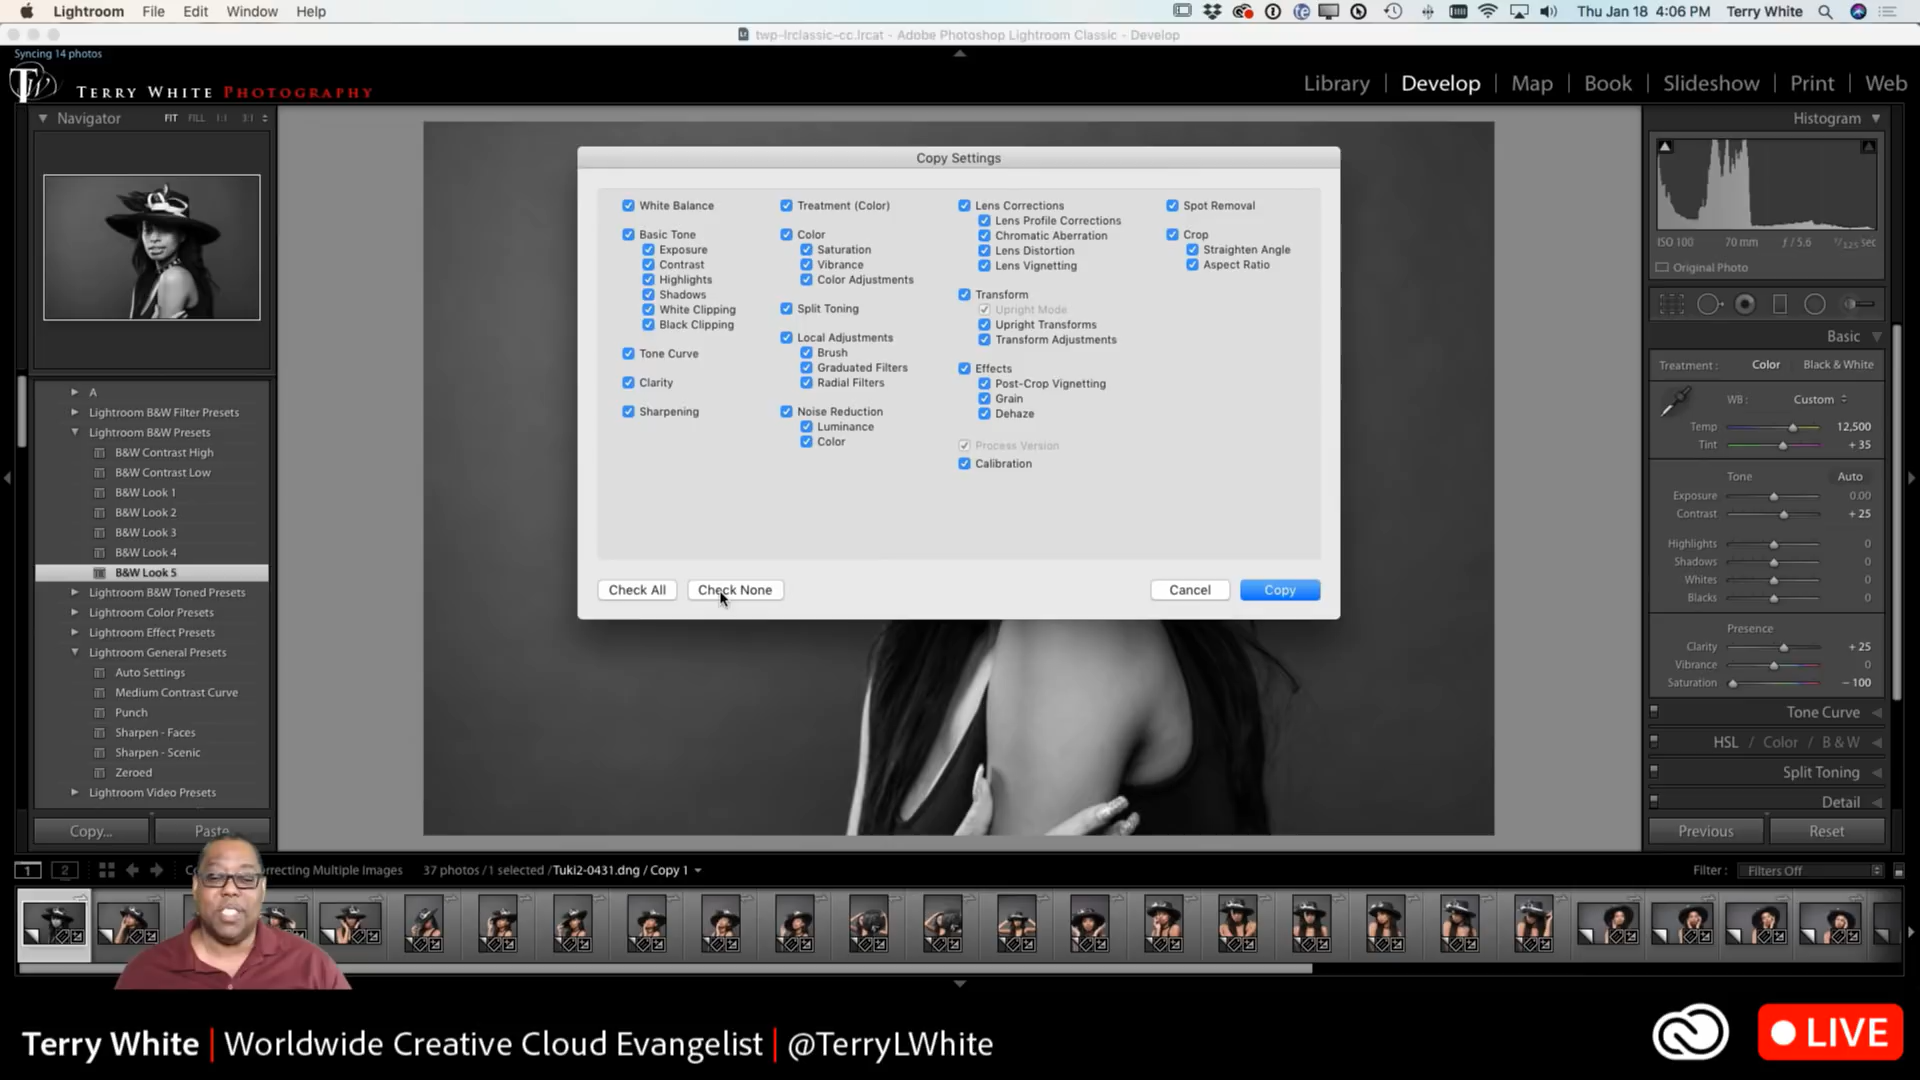 Lightroom File Edit Window Help
Thu Jan 18 4:06 PM Terry White
twp-lrclassic-cc.lrcat - Adobe Photoshop Lightroom Classic - Develop
Syncing 14 photos
TW TERRY WHITE PHOTOGRAPHY
Library | Develop | Map | Book | Slideshow | Print | Web
Navigator FIT FILL 1:1 3:1
Histogram
Copy Settings
White Balance
Basic Tone
Exposure
Contrast
Highlights
Shadows
White Clipping
Black Clipping
Tone Curve
Clarity
Sharpening
Treatment (Color)
Color
Saturation
Vibrance
Color Adjustments
Split Toning
Local Adjustments
Brush
Graduated Filters
Radial Filters
Noise Reduction
Luminance
Color
Lens Corrections
Lens Profile Corrections
Chromatic Aberration
Lens Distortion
Lens Vignetting
Transform
Upright Mode
Upright Transforms
Transform Adjustments
Effects
Post-Crop Vignetting
Grain
Dehaze
Process Version
Calibration
Spot Removal
Crop
Straighten Angle
Aspect Ratio
Check All Check None Cancel Copy
A
Lightroom B&W Filter Presets
Lightroom B&W Presets
B&W Contrast High
B&W Contrast Low
B&W Look 1
B&W Look 2
B&W Look 3
B&W Look 4
B&W Look 5
Lightroom B&W Toned Presets
Lightroom Color Presets
Lightroom Effect Presets
Lightroom General Presets
Auto Settings
Medium Contrast Curve
Punch
Sharpen - Faces
Sharpen - Scenic
Zeroed
Lightroom Video Presets
Copy... Paste
ISO 100 70 mm ƒ / 5.6 1/125 sec
Original Photo
Basic
Treatment : Color Black & White
WB : Custom
Temp 12,500
Tint + 35
Tone Auto
Exposure 0.00
Contrast + 25
Highlights 0
Shadows 0
Whites 0
Blacks 0
Presence
Clarity + 25
Vibrance 0
Saturation − 100
Tone Curve
HSL / Color / B & W
Split Toning
Detail
Previous Reset
1 2 Multiple Images 37 photos / 1 selected / Tuki2-0431.dng / Copy 1 Filter : Filters Off
Terry White | Worldwide Creative Cloud Evangelist | @TerryLWhite
LIVE